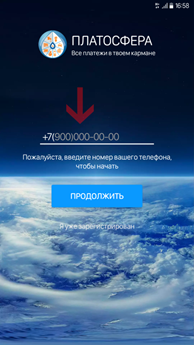 16:58
ПЛАТОСФЕРА
Все платежи в твоем кармане
+7(900)000-00-00
Пожалуйста, введите номер вашего телефона,
чтобы начать
ПРОДОЛЖИТЬ
Я уже зарегистрирован